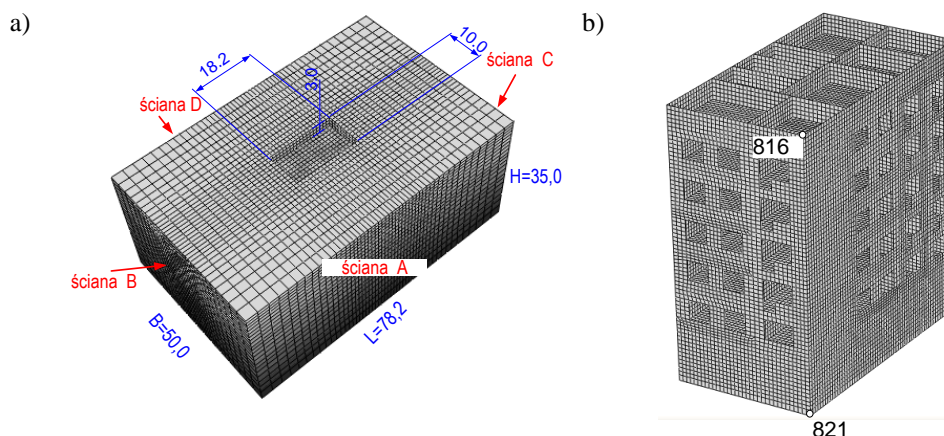 a)
b)
18.2
10.0
3,0
ściana C
ściana D
H=35,0
ściana B
ściana A
B=50,0
L=78,2
816
821